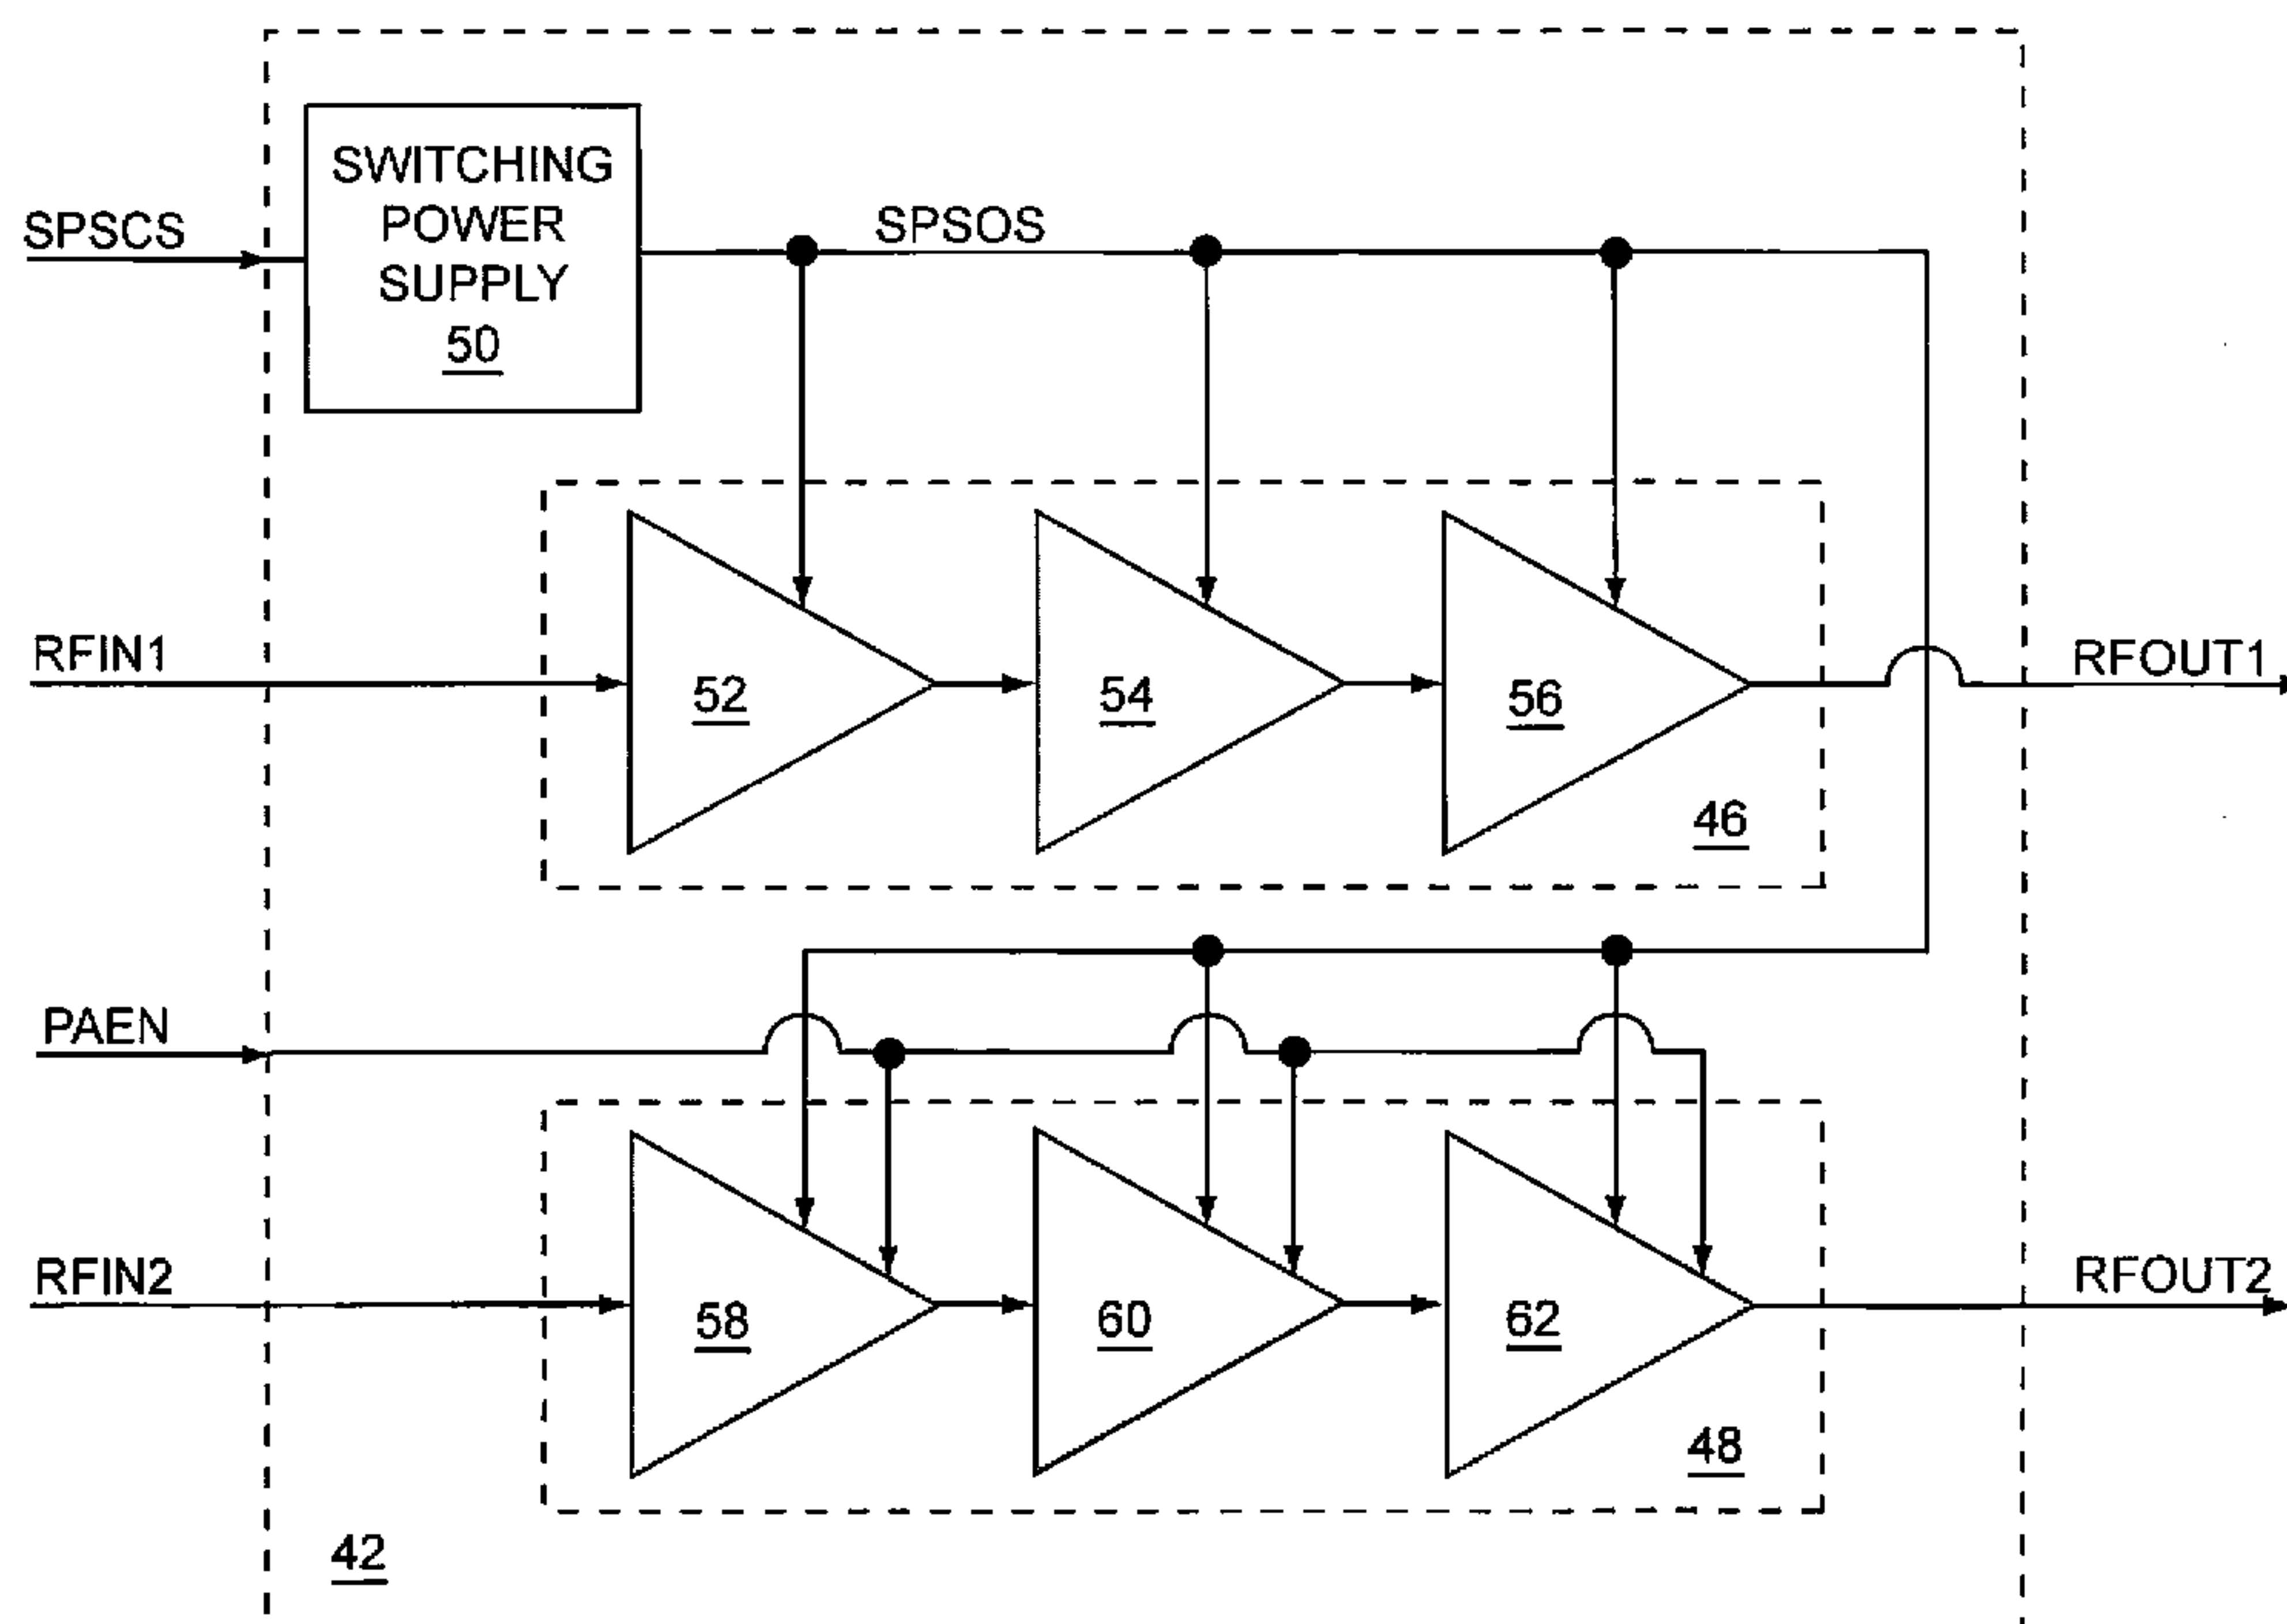 SWITCHING
POWER
SUPPLY
50
SPSCS
SPSOS
RFIN1
52
54
56
RFOUT1
46
PAEN
RFIN2
58
60
62
RFOUT2
48
42